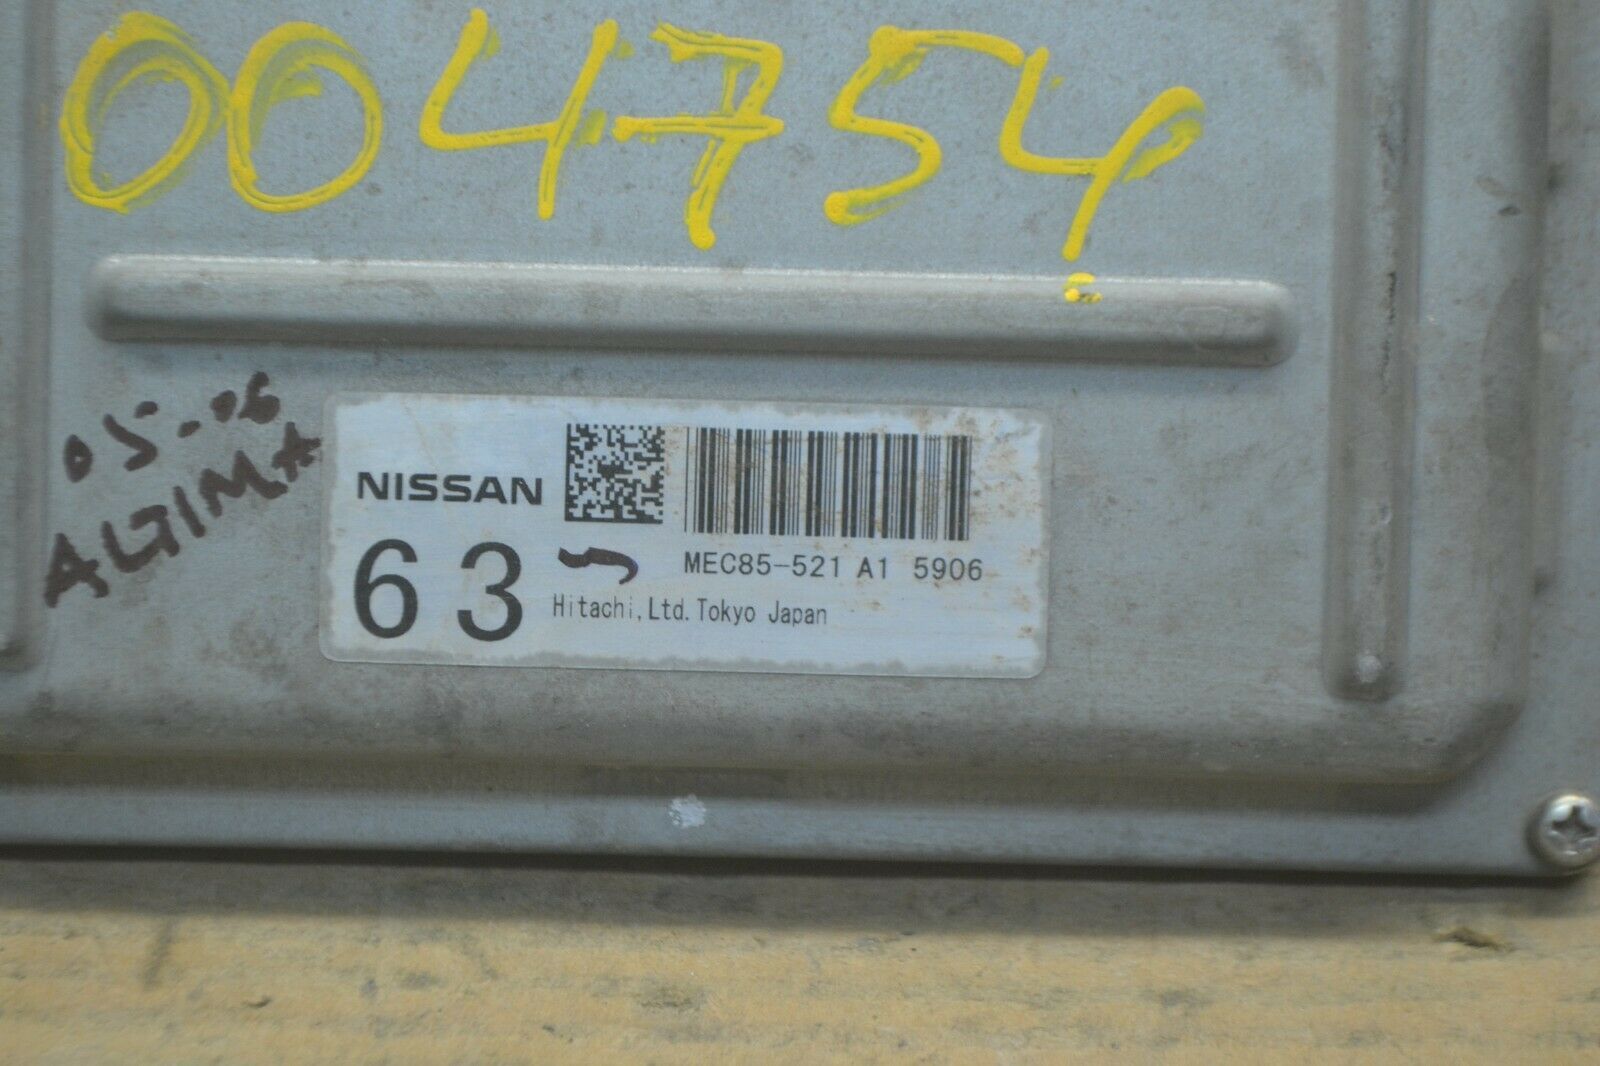 004754
05-06
ALTIMA
NISSAN
63
MEC85-521 A1 5906
Hitachi,Ltd.Tokyo Japan